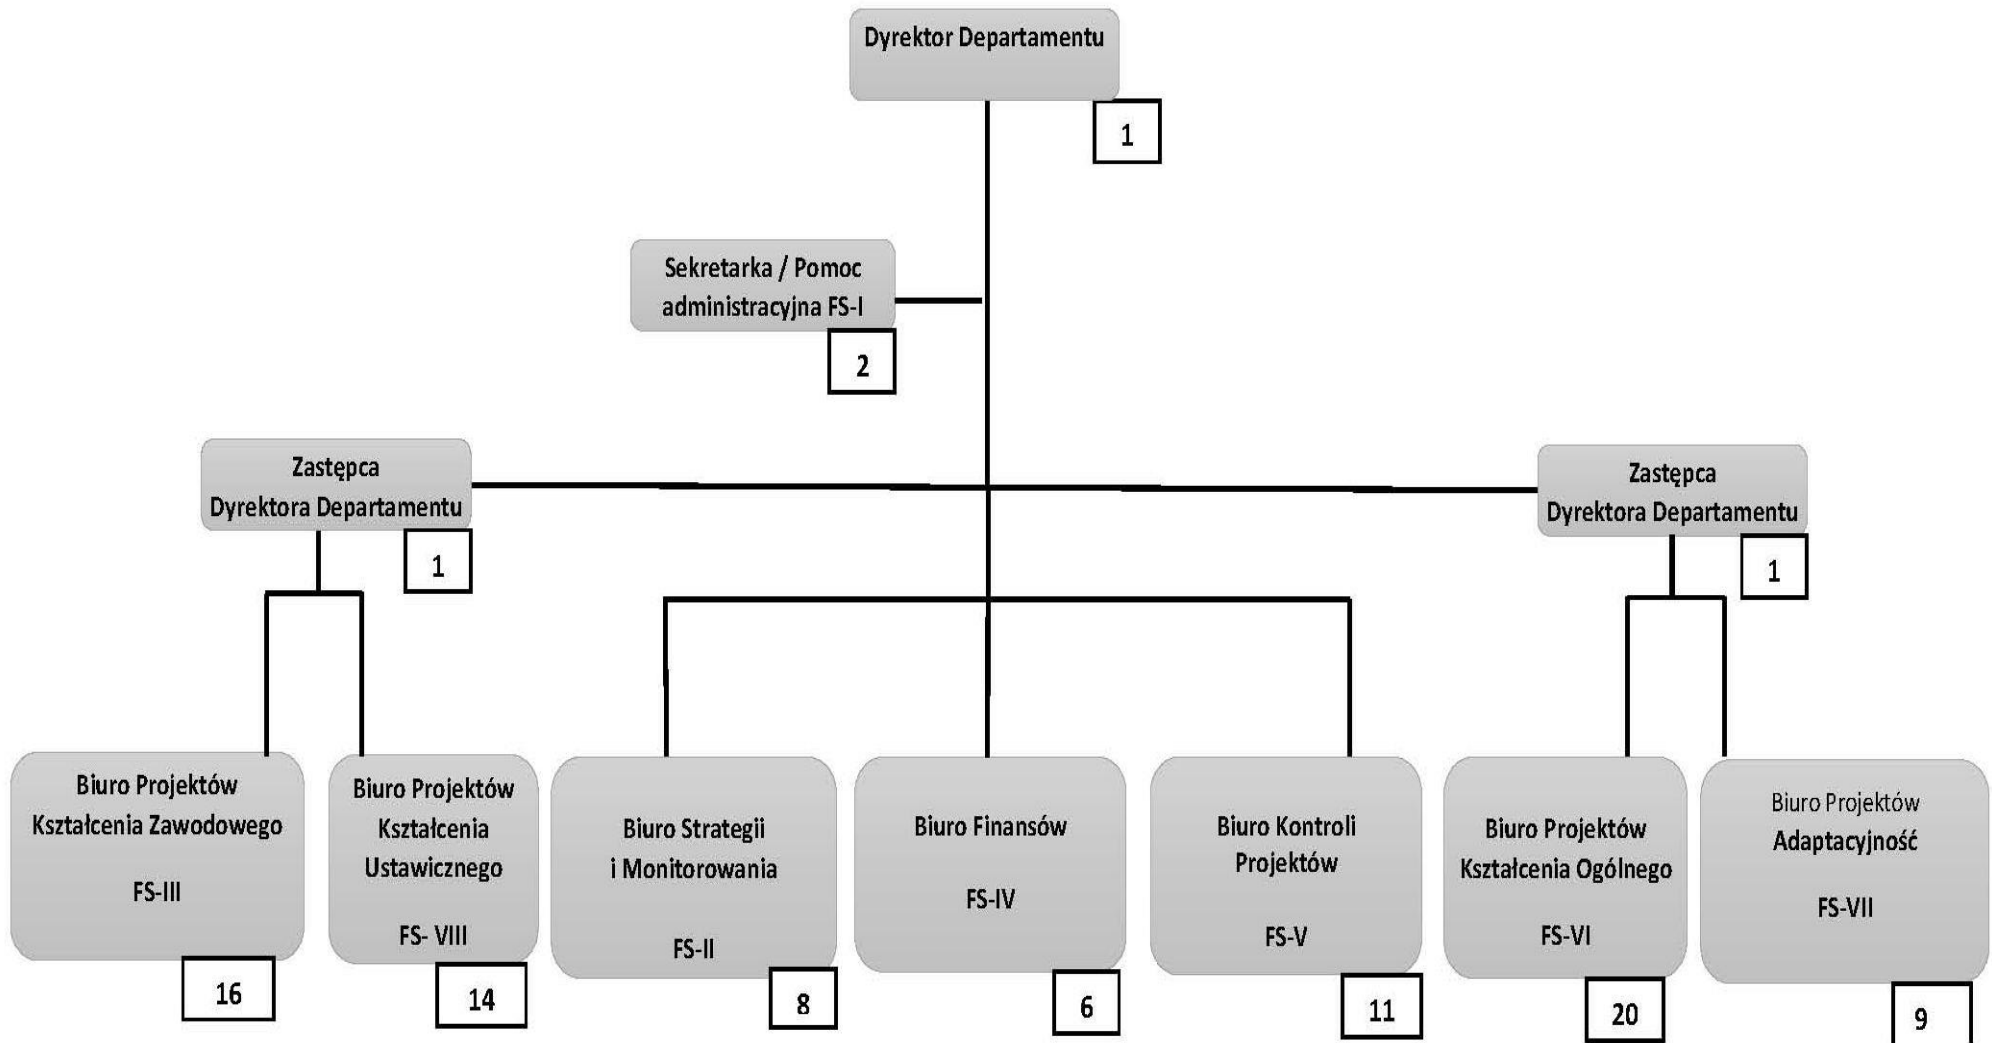 Dyrektor Departamentu
1
Sekretarka / Pomoc
administracyjna FS-I
2
Zastępca
Dyrektora Departamentu
1
Zastępca
Dyrektora Departamentu
1
Biuro Projektów
Kształcenia Zawodowego
FS-III
16
Biuro Projektów
Kształcenia
Ustawicznego
FS- VIII
14
Biuro Strategii
i Monitorowania
FS-II
8
Biuro Finansów
FS-IV
6
Biuro Kontroli
Projektów
FS-V
11
Biuro Projektów
Kształcenia Ogólnego
FS-VI
20
Biuro Projektów
Adaptacyjność
FS-VII
9